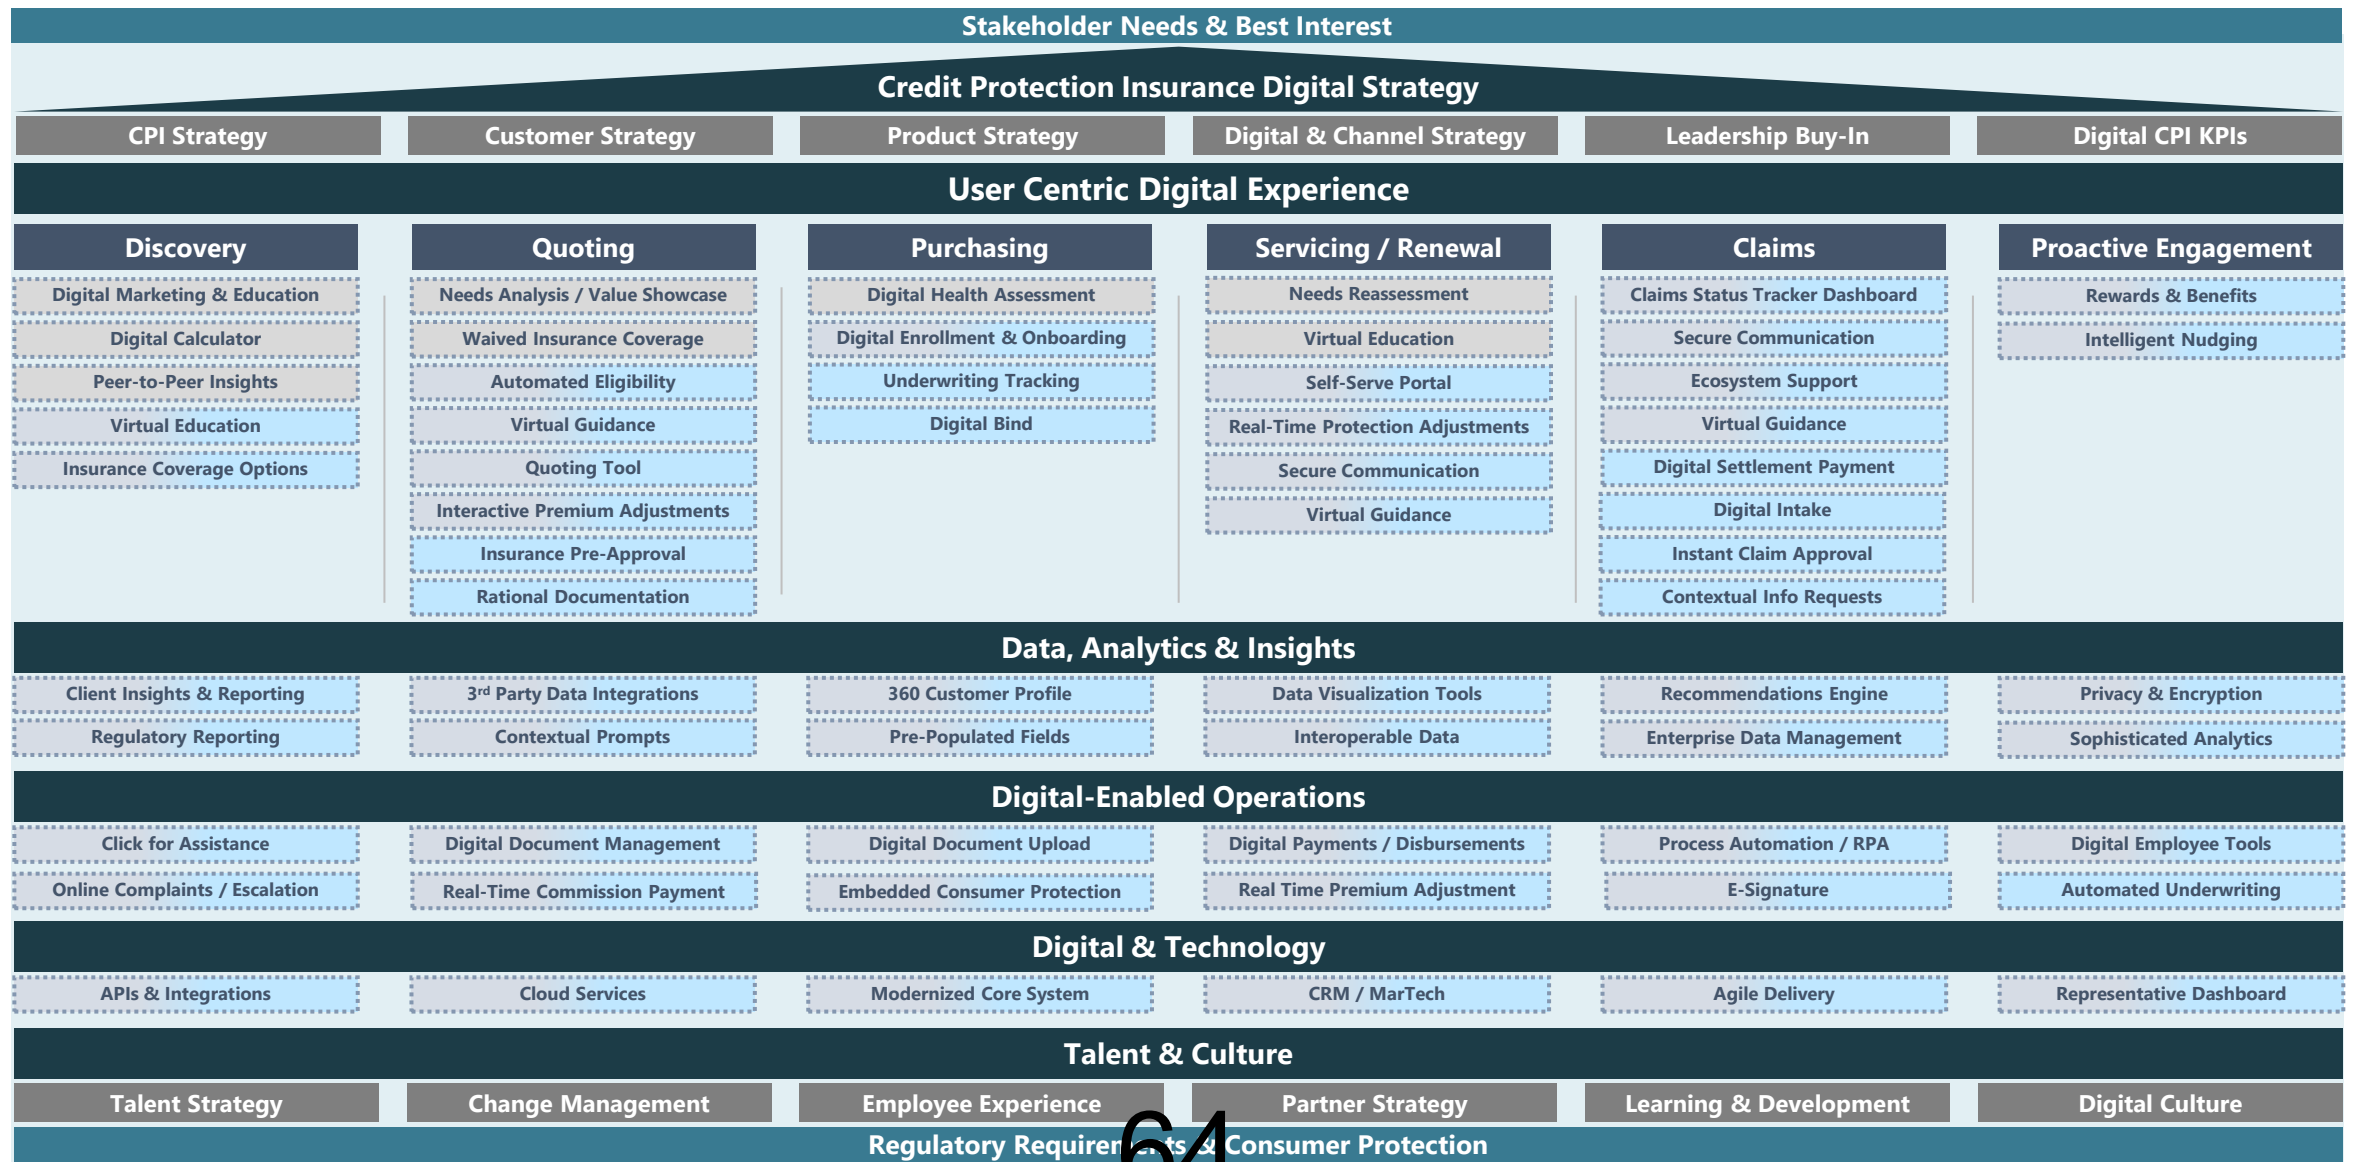 Stakeholder Needs & Best Interest
Credit Protection Insurance Digital Strategy
CPI Strategy
Customer Strategy
Product Strategy
Digital & Channel Strategy
Leadership Buy-In
Digital CPI KPIs
User Centric Digital Experience
Discovery
Digital Marketing & Education
Digital Calculator
Peer-to-Peer Insights
Virtual Education
Insurance Coverage Options
Quoting
Needs Analysis / Value Showcase
Waived Insurance Coverage
Automated Eligibility
Virtual Guidance
Quoting Tool
Interactive Premium Adjustments
Insurance Pre-Approval
Rational Documentation
Purchasing
Digital Health Assessment
Digital Enrollment & Onboarding
Underwriting Tracking
Digital Bind
Servicing / Renewal
Needs Reassessment
Virtual Education
Self-Serve Portal
Real-Time Protection Adjustments
Secure Communication
Virtual Guidance
Claims
Claims Status Tracker Dashboard
Secure Communication
Ecosystem Support
Virtual Guidance
Digital Settlement Payment
Digital Intake
Instant Claim Approval
Contextual Info Requests
Proactive Engagement
Rewards & Benefits
Intelligent Nudging
Data, Analytics & Insights
Client Insights & Reporting
3rd Party Data Integrations
360 Customer Profile
Data Visualization Tools
Recommendations Engine
Privacy & Encryption
Regulatory Reporting
Contextual Prompts
Pre-Populated Fields
Interoperable Data
Enterprise Data Management
Sophisticated Analytics
Digital-Enabled Operations
Click for Assistance
Digital Document Management
Digital Document Upload
Digital Payments / Disbursements
Process Automation / RPA
Digital Employee Tools
Online Complaints / Escalation
Real-Time Commission Payment
Embedded Consumer Protection
Real Time Premium Adjustment
E-Signature
Automated Underwriting
Digital & Technology
APIs & Integrations
Cloud Services
Modernized Core System
CRM / MarTech
Agile Delivery
Representative Dashboard
Talent & Culture
Talent Strategy
Change Management
Employee Experience
Partner Strategy
Learning & Development
Digital Culture
Regulatory Requirements & Consumer Protection
64